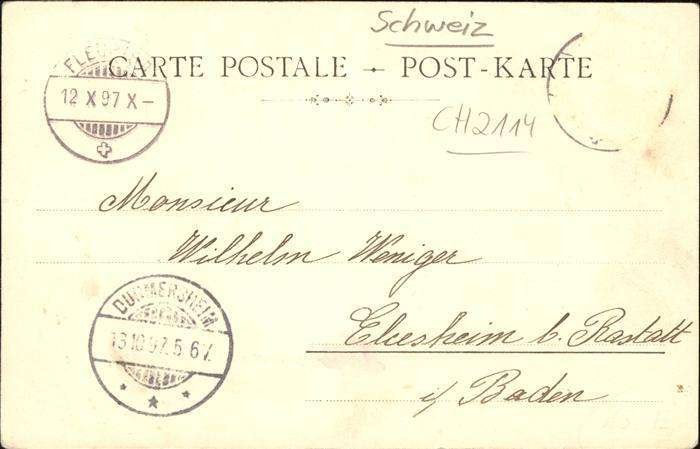 Schweiz
CARTE POSTALE - POST-KARTE
12 X 97 X-
CH2114
Monsieur
Wilhelm Weniger
Elchesheim b. Rastatt
i/ Baden
DURMERSHEIM
13.10.97. 5-6 N.